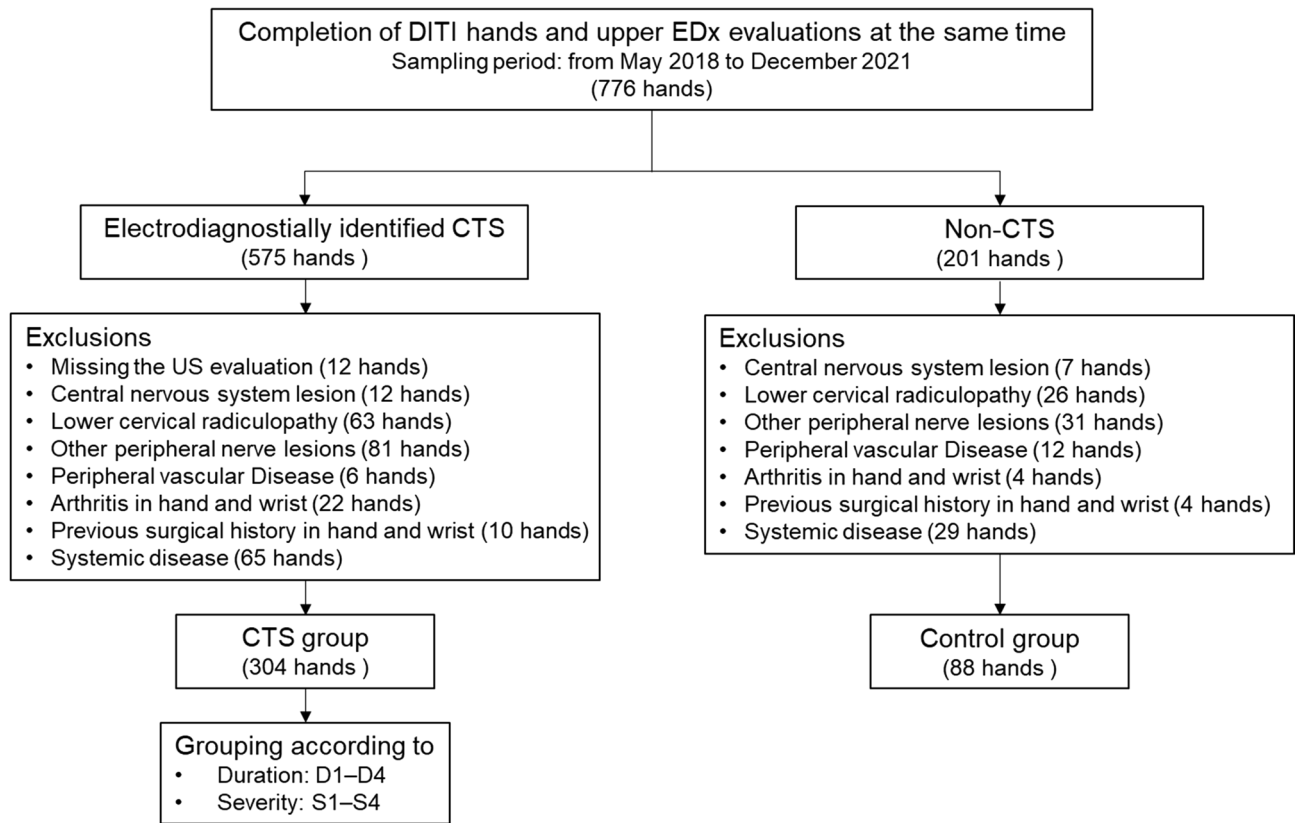 Completion of DITI hands and upper EDx evaluations at the same time
Sampling period: from May 2018 to December 2021
(776 hands)
Electrodiagnostially identified CTS
(575 hands )
Non-CTS
(201 hands )
Exclusions
• Missing the US evaluation (12 hands)
• Central nervous system lesion (12 hands)
• Lower cervical radiculopathy (63 hands)
• Other peripheral nerve lesions (81 hands)
• Peripheral vascular Disease (6 hands)
• Arthritis in hand and wrist (22 hands)
• Previous surgical history in hand and wrist (10 hands)
• Systemic disease (65 hands)
Exclusions
• Central nervous system lesion (7 hands)
• Lower cervical radiculopathy (26 hands)
• Other peripheral nerve lesions (31 hands)
• Peripheral vascular Disease (12 hands)
• Arthritis in hand and wrist (4 hands)
• Previous surgical history in hand and wrist (4 hands)
• Systemic disease (29 hands)
CTS group
(304 hands )
Control group
(88 hands )
Grouping according to
• Duration: D1–D4
• Severity: S1–S4